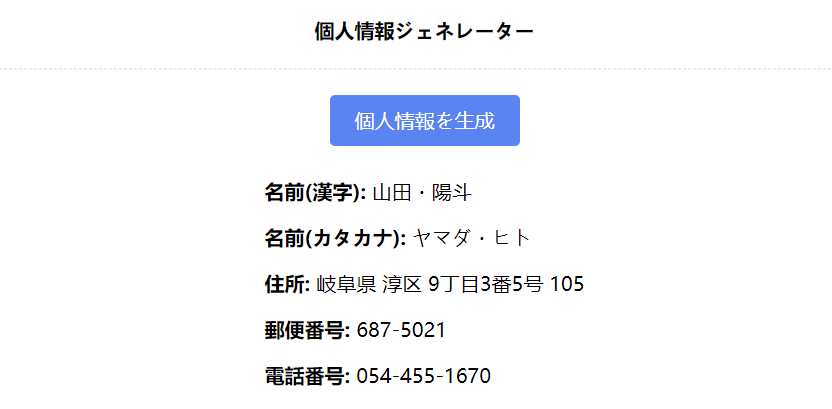 個人情報ジェネレーター
個人情報を生成
名前(漢字): 山田・陽斗
名前(カタカナ): ヤマダ・ヒト
住所: 岐阜県 淳区 9丁目3番5号 105
郵便番号: 687-5021
電話番号: 054-455-1670